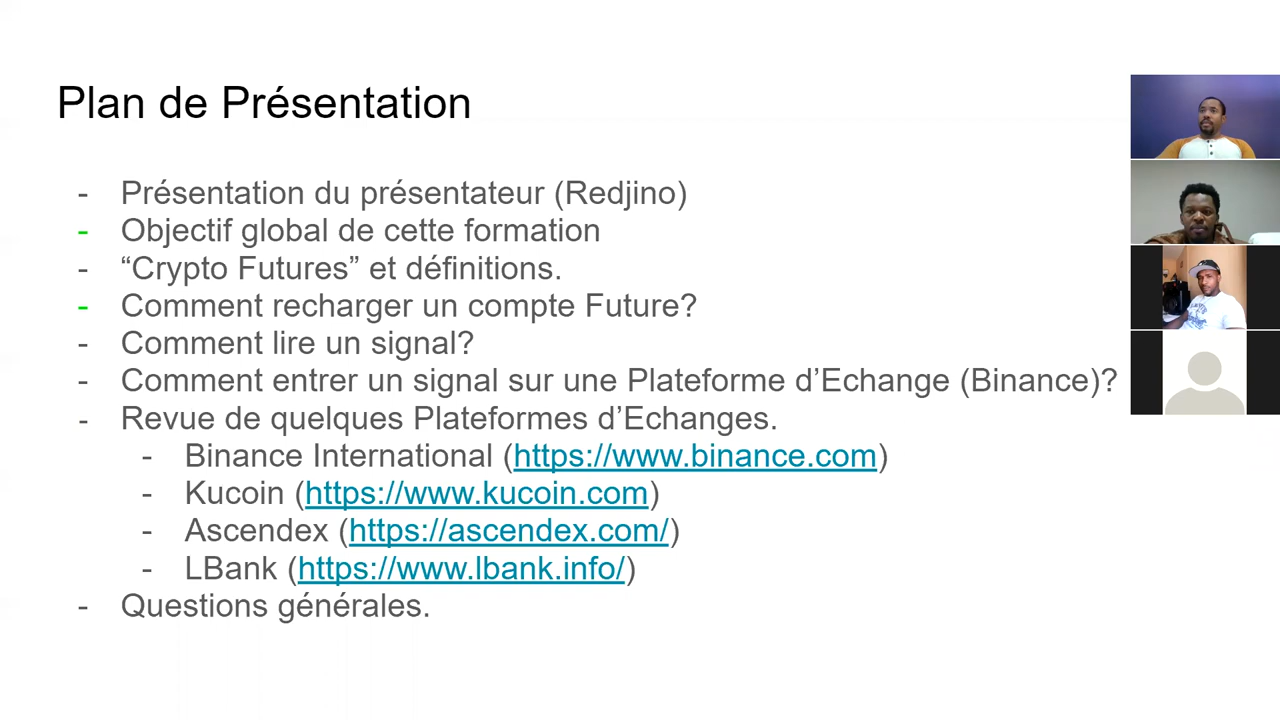 Plan de Présentation
- Présentation du présentateur (Redjino)
- Objectif global de cette formation
- “Crypto Futures” et définitions.
- Comment recharger un compte Future?
- Comment lire un signal?
- Comment entrer un signal sur une Plateforme d’Echange (Binance)?
- Revue de quelques Plateformes d’Echanges.
- Binance International (https://www.binance.com)
- Kucoin (https://www.kucoin.com)
- Ascendex (https://ascendex.com/)
- LBank (https://www.lbank.info/)
- Questions générales.